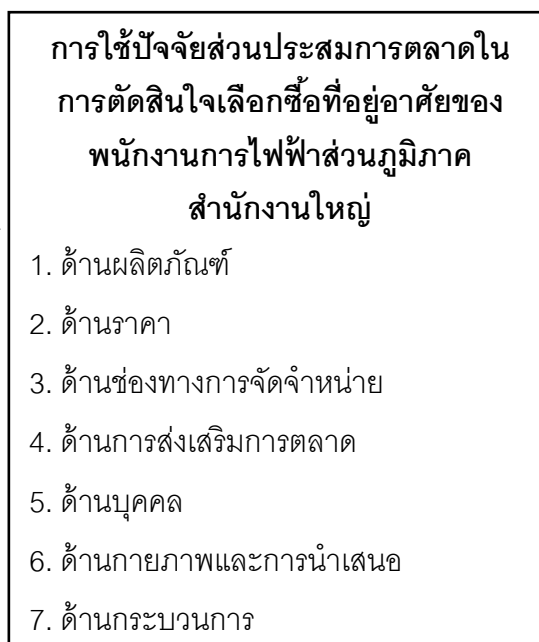 การใช้ปัจจัยส่วนประสมการตลาดใน
การตัดสินใจเลือกซื้อที่อยู่อาศัยของ
พนักงานการไฟฟ้าส่วนภูมิภาค
สำนักงานใหญ่
1. ด้านผลิตภัณฑ์
2. ด้านราคา
3. ด้านช่องทางการจัดจำหน่าย
4. ด้านการส่งเสริมการตลาด
5. ด้านบุคคล
6. ด้านกายภาพและการนำเสนอ
7. ด้านกระบวนการ